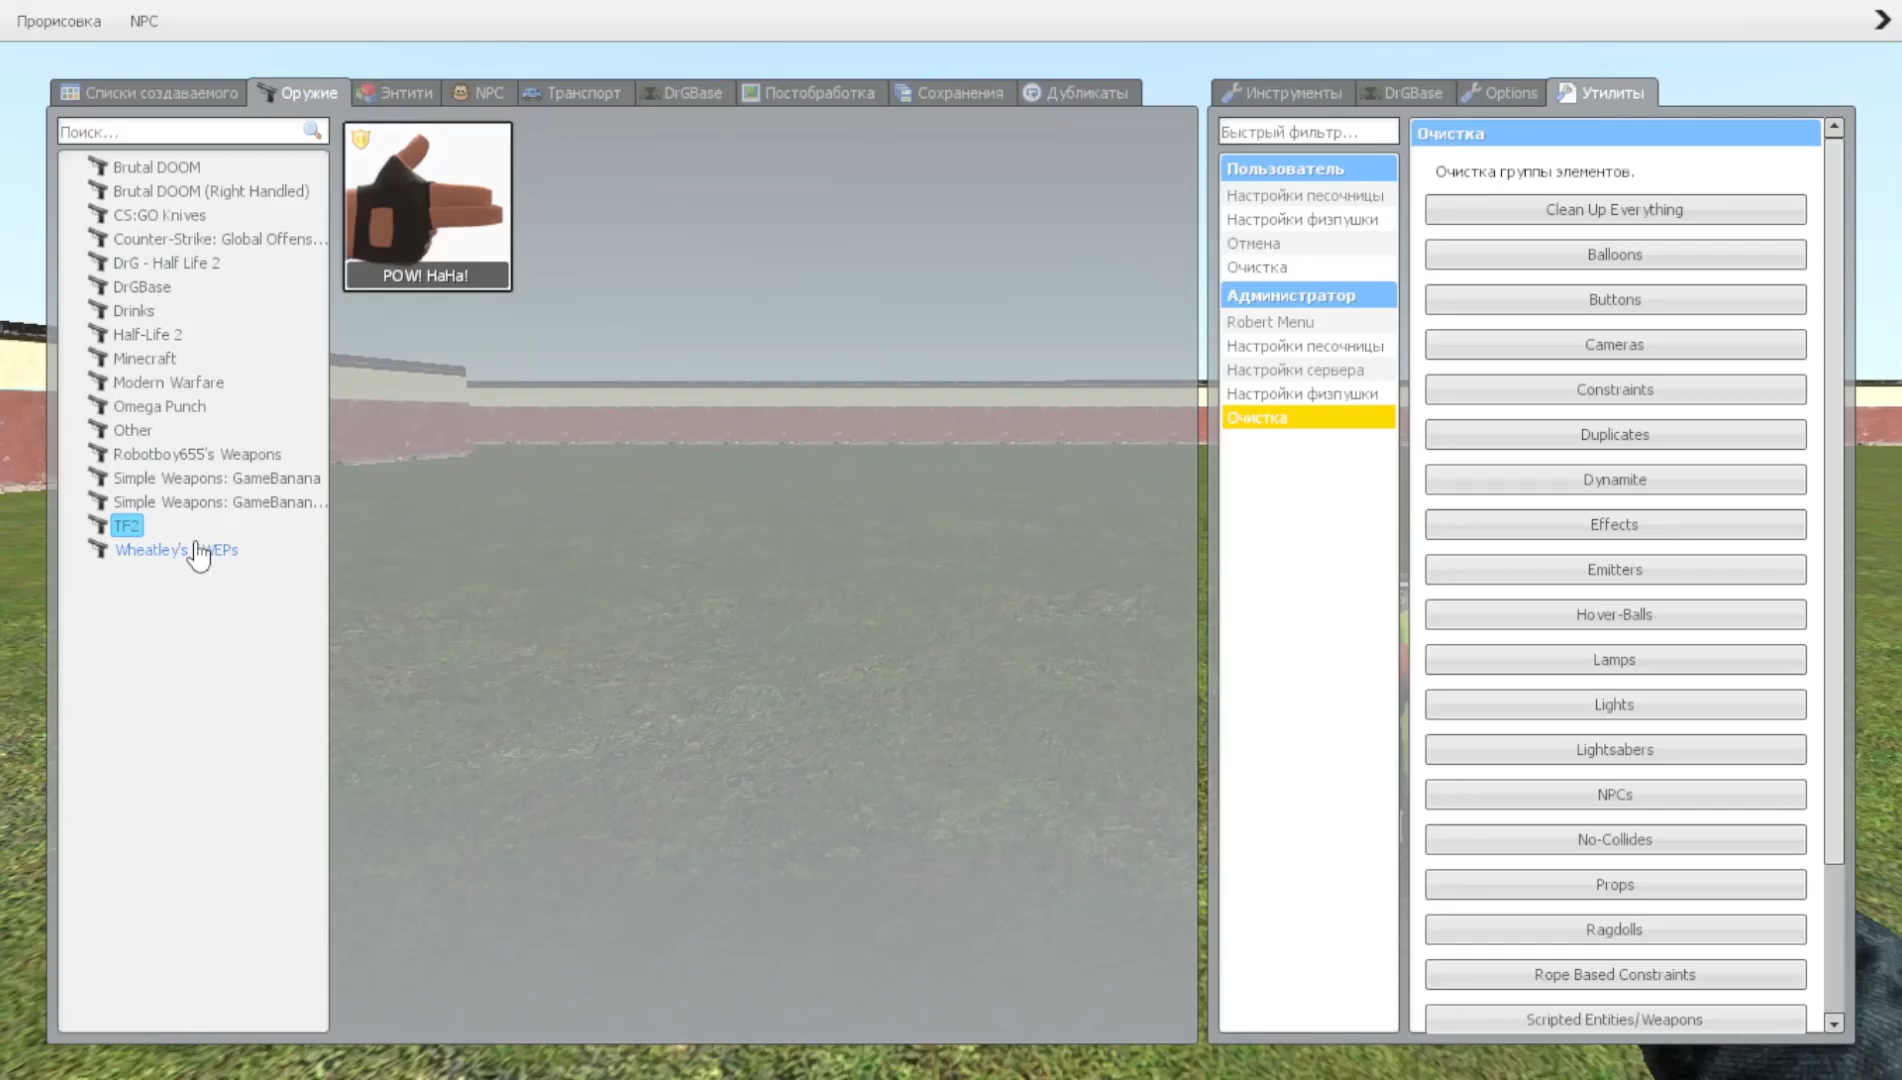 Прорисовка NPC
Списки создаваемого Оружие Энтити NPC Транспорт DrGBase Постобработка Сохранения Дубликаты
Поиск...
Brutal DOOM
Brutal DOOM (Right Handled)
CS:GO Knives
Counter-Strike: Global Offens...
DrG - Half Life 2
DrGBase
Drinks
Half-Life 2
Minecraft
Modern Warfare
Omega Punch
Other
Robotboy655's Weapons
Simple Weapons: GameBanana
Simple Weapons: GameBanan...
TF2
Wheatley's
POW! HaHa!
Инструменты DrGBase Options Утилиты
Быстрый фильтр...
Пользователь
Настройки песочницы
Настройки физпушки
Отмена
Очистка
Администратор
Robert Menu
Настройки песочницы
Настройки сервера
Настройки физпушки
Очистка
Очистка
Очистка группы элементов.
Clean Up Everything
Balloons
Buttons
Cameras
Constraints
Duplicates
Dynamite
Effects
Emitters
Hover-Balls
Lamps
Lights
Lightsabers
NPCs
No-Collides
Props
Ragdolls
Rope Based Constraints
Scripted Entities/Weapons